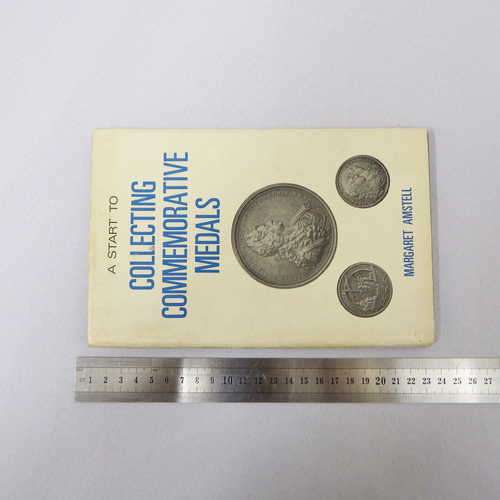 A START TO
COLLECTING
COMMEMORATIVE
MEDALS
MARGARET AMSTELL
1 2 3 4 5 6 7 8 9 10 11 12 13 14 15 16 17 18 19 20 21 22 23 24 25 26 27